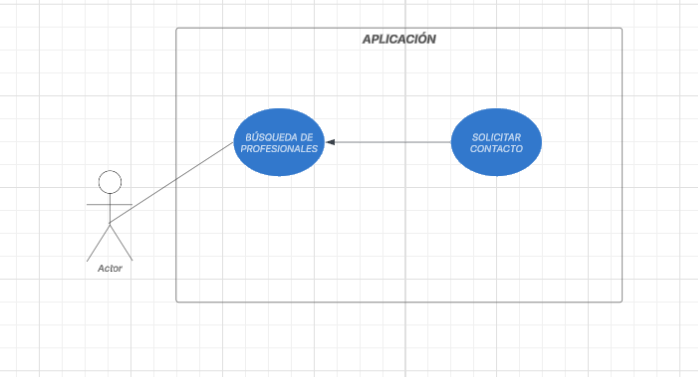 APLICACIÓN
BÚSQUEDA DE
PROFESIONALES
SOLICITAR
CONTACTO
Actor